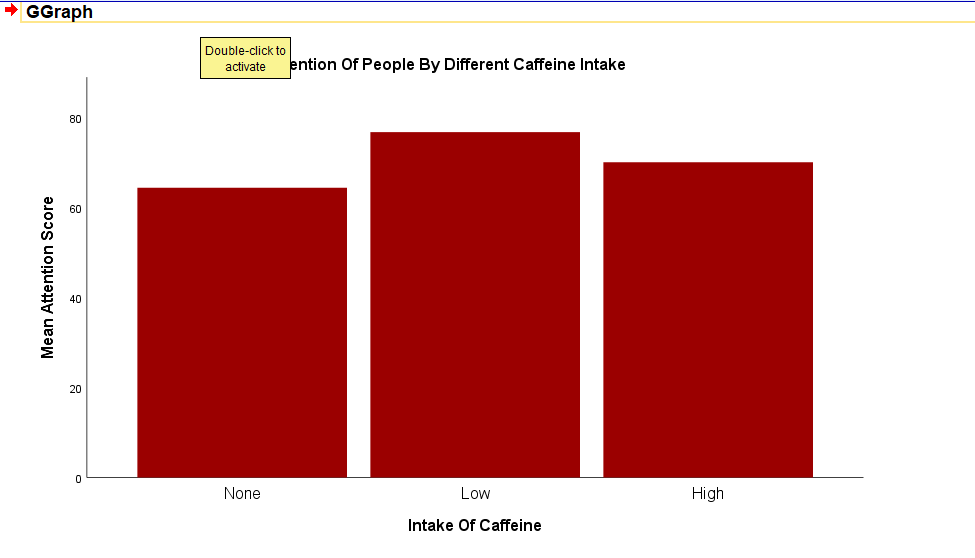 GGraph
Double-click to
activate
Of People By Different Caffeine Intake
80
60
40
20
0
Mean Attention Score
None Low High
Intake Of Caffeine